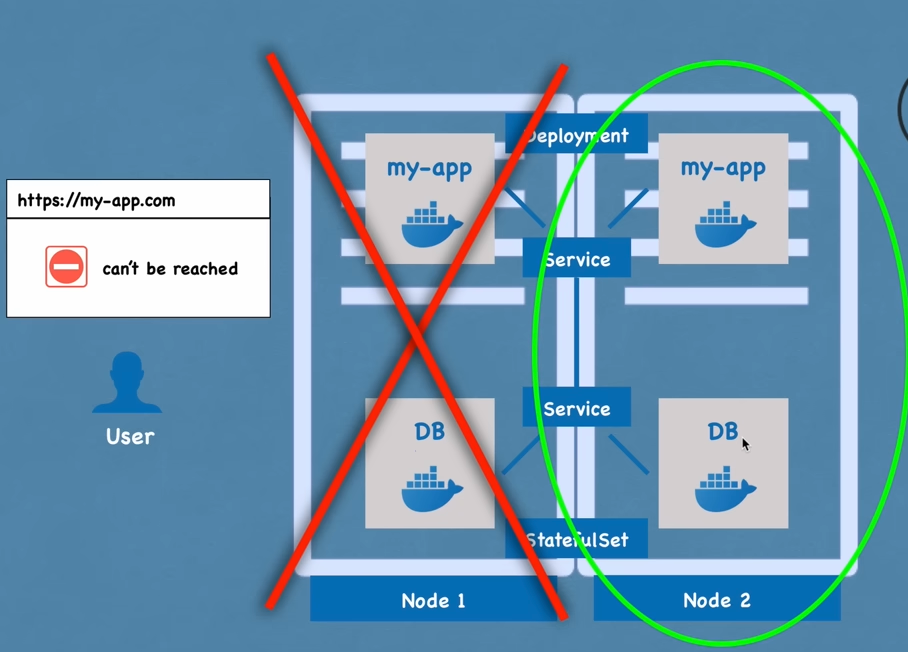 https://my-app.com
can't be reached
User
Deployment
my-app
my-app
Service
Service
DB
DB
StatefulSet
Node 1
Node 2